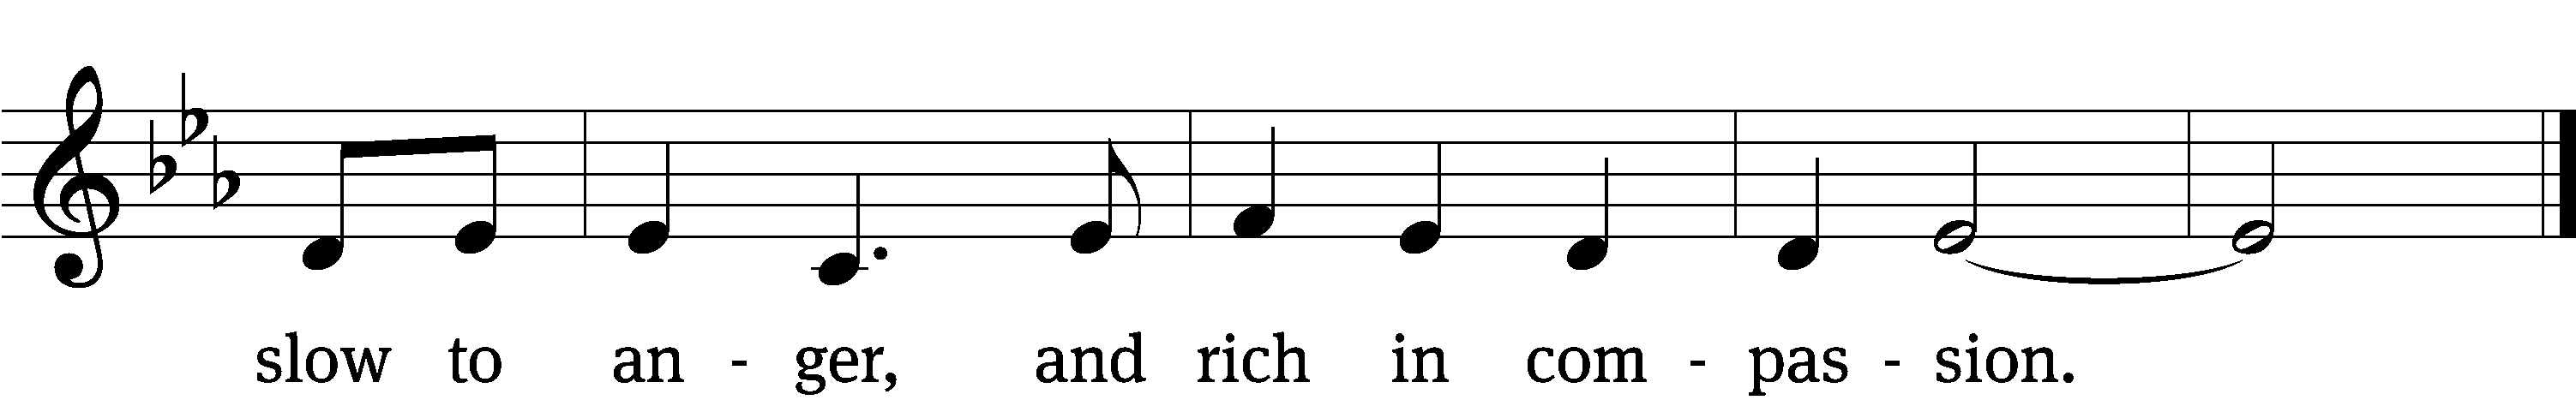 slow to an - ger, and rich in com - pas - sion.